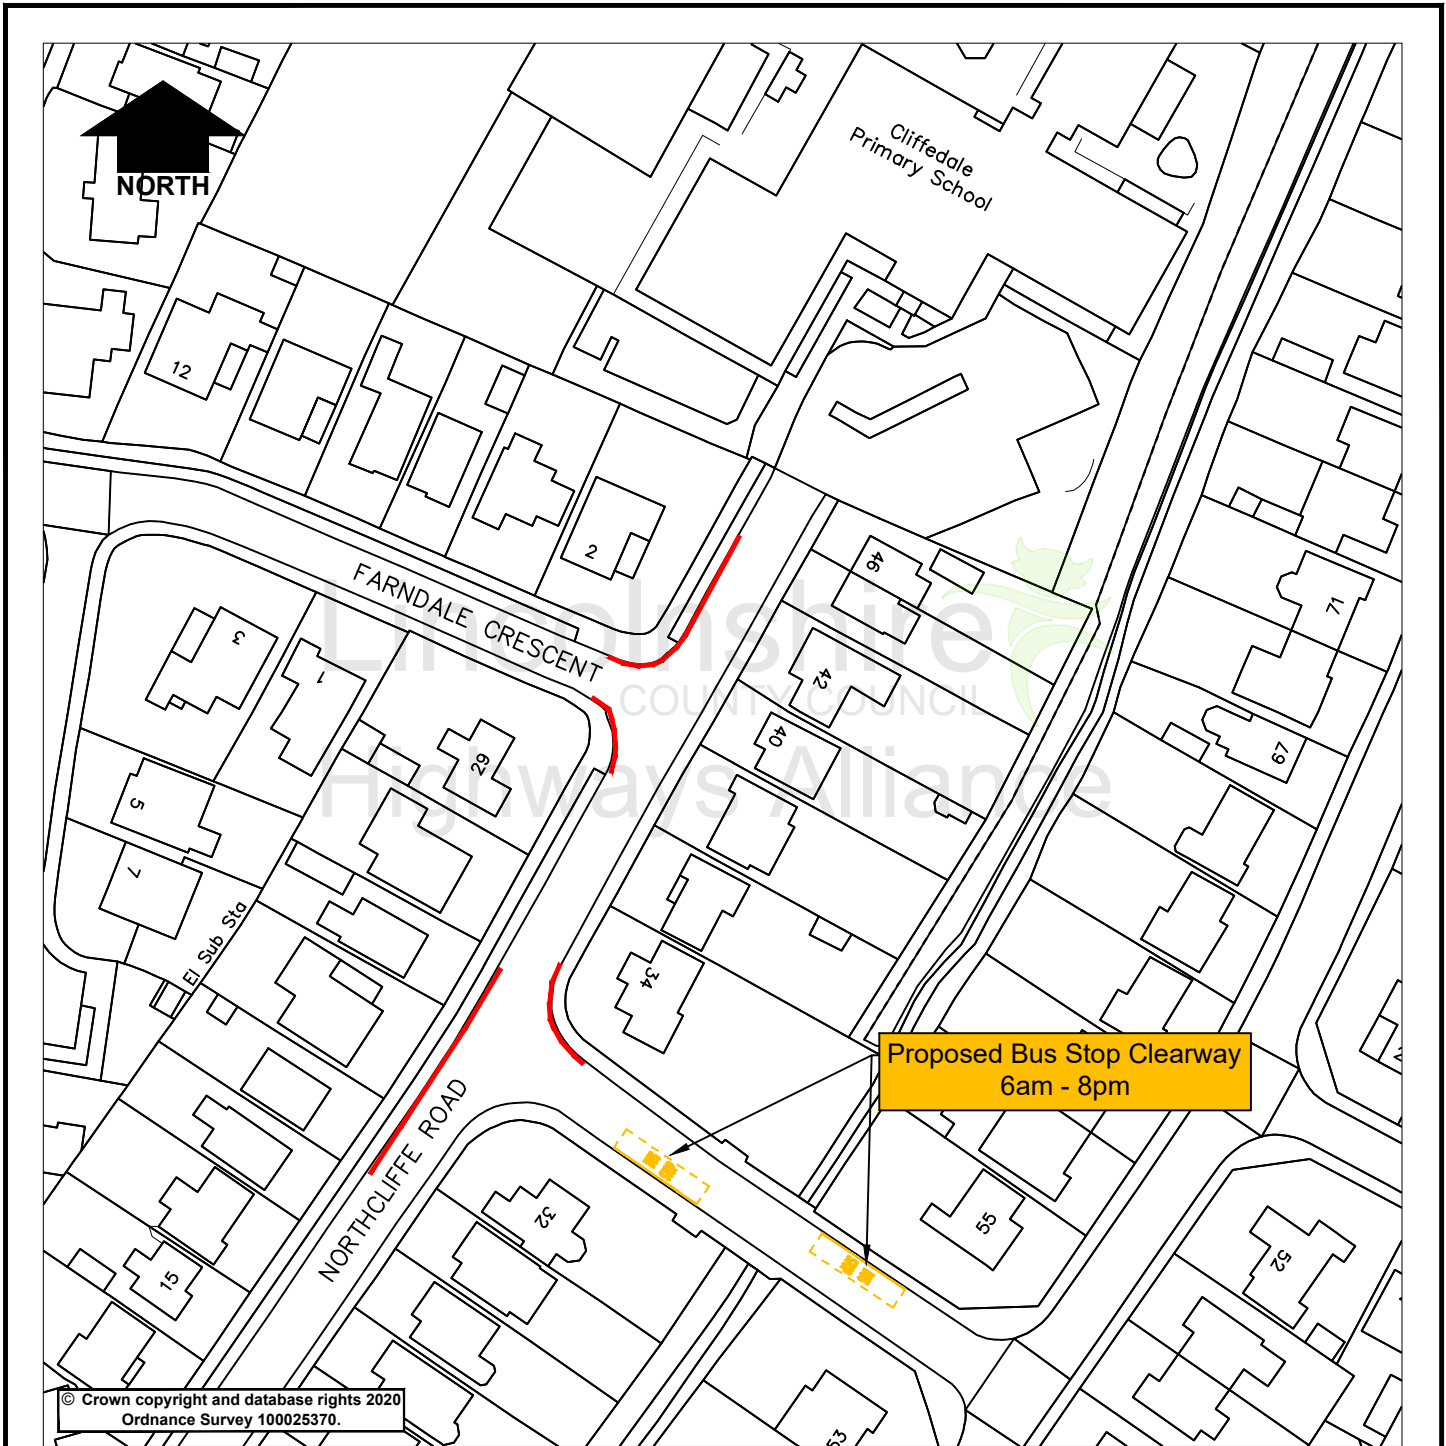 NORTH
Cliffedale
Primary School
12
2
FARNDALE CRESCENT
3
1
29
5
7
El Sub Sta
46
42
40
34
71
67
Lincolnshire
COUNTY COUNCIL
Highways Alliance
Proposed Bus Stop Clearway
6am - 8pm
NORTHCLIFFE ROAD
32
55
52
15
53
© Crown copyright and database rights 2020
Ordnance Survey 100025370.